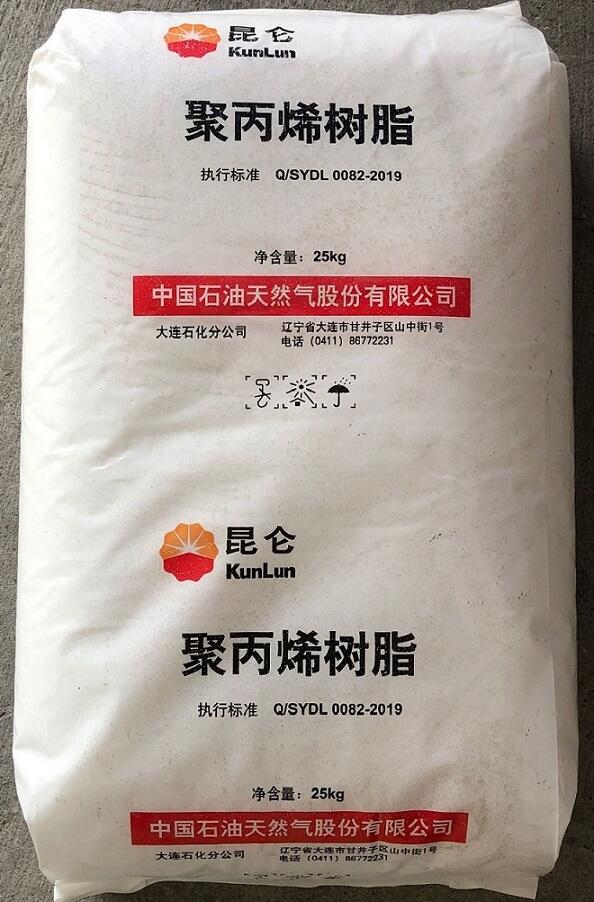 昆仑
KunLun
聚丙烯树脂
执行标准 Q/SYDL 0082-2019
净含量：25kg
中国石油天然气股份有限公司
大连石化分公司
辽宁省大连市甘井子区山中街1号
电话（0411）86772231
昆仑
KunLun
聚丙烯树脂
执行标准 Q/SYDL 0082-2019
净含量：25kg
中国石油天然气股份有限公司
大连石化分公司
辽宁省大连市甘井子区山中街1号
电话（0411）86772231